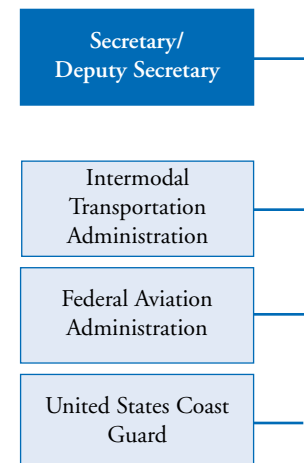 Secretary/
Deputy Secretary
Intermodal
Transportation
Administration
Federal Aviation
Administration
United States Coast
Guard